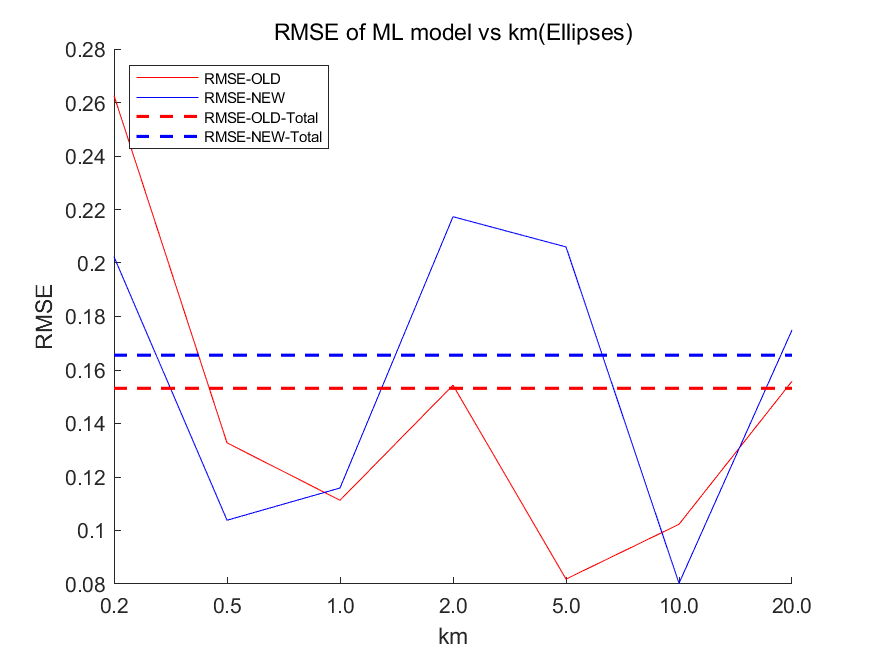 RMSE of ML model vs km(Ellipses)
0.28
0.26
0.24
0.22
0.2
0.18
0.16
0.14
0.12
0.1
0.08
RMSE
RMSE-OLD
RMSE-NEW
RMSE-OLD-Total
RMSE-NEW-Total
0.2 0.5 1.0 2.0 5.0 10.0 20.0
km